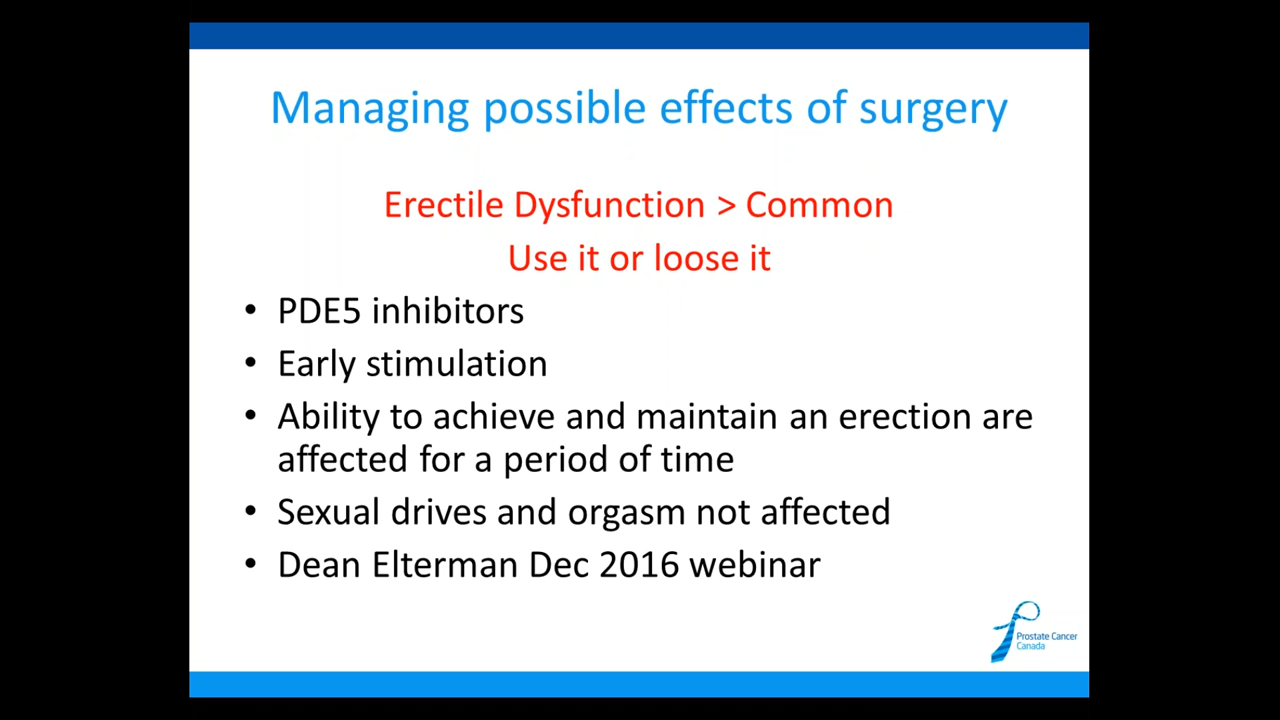 Managing possible effects of surgery
Erectile Dysfunction > Common
Use it or loose it
• PDE5 inhibitors
• Early stimulation
• Ability to achieve and maintain an erection are
affected for a period of time
• Sexual drives and orgasm not affected
• Dean Elterman Dec 2016 webinar
Prostate Cancer
Canada